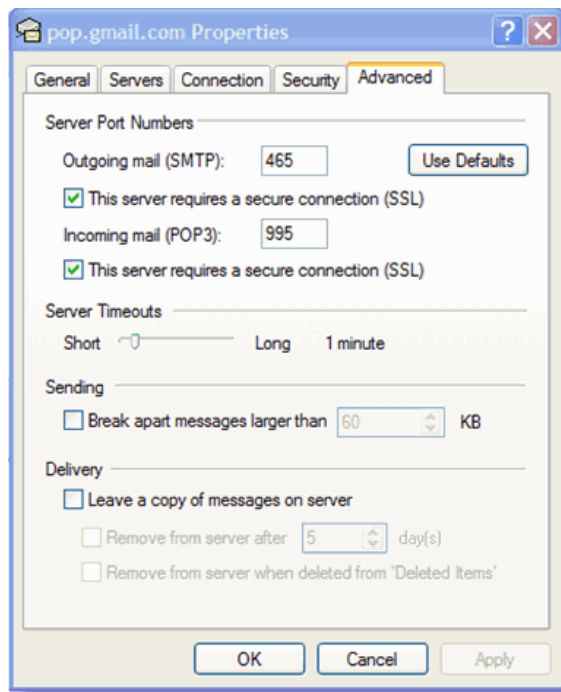 pop.gmail.com Properties
General Servers Connection Security Advanced
Server Port Numbers
Outgoing mail (SMTP): 465 Use Defaults
This server requires a secure connection (SSL)
Incoming mail (POP3): 995
This server requires a secure connection (SSL)
Server Timeouts
Short Long 1 minute
Sending
Break apart messages larger than 60 KB
Delivery
Leave a copy of messages on server
Remove from server after 5 day(s)
Remove from server when deleted from 'Deleted Items'
OK Cancel Apply